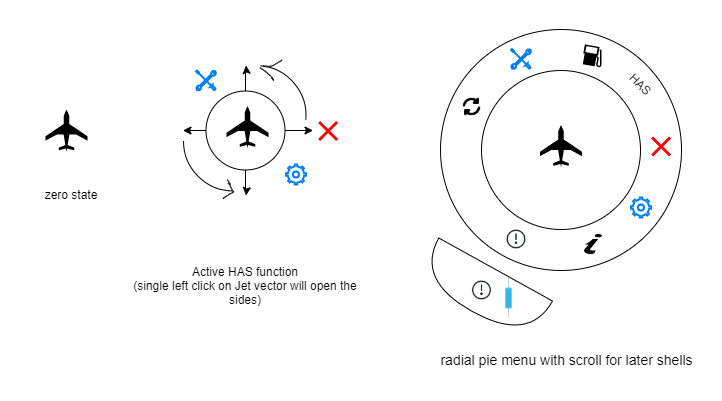 HAS
zero state
Active HAS function
(single left click on Jet vector will open the
sides)
radial pie menu with scroll for later shells